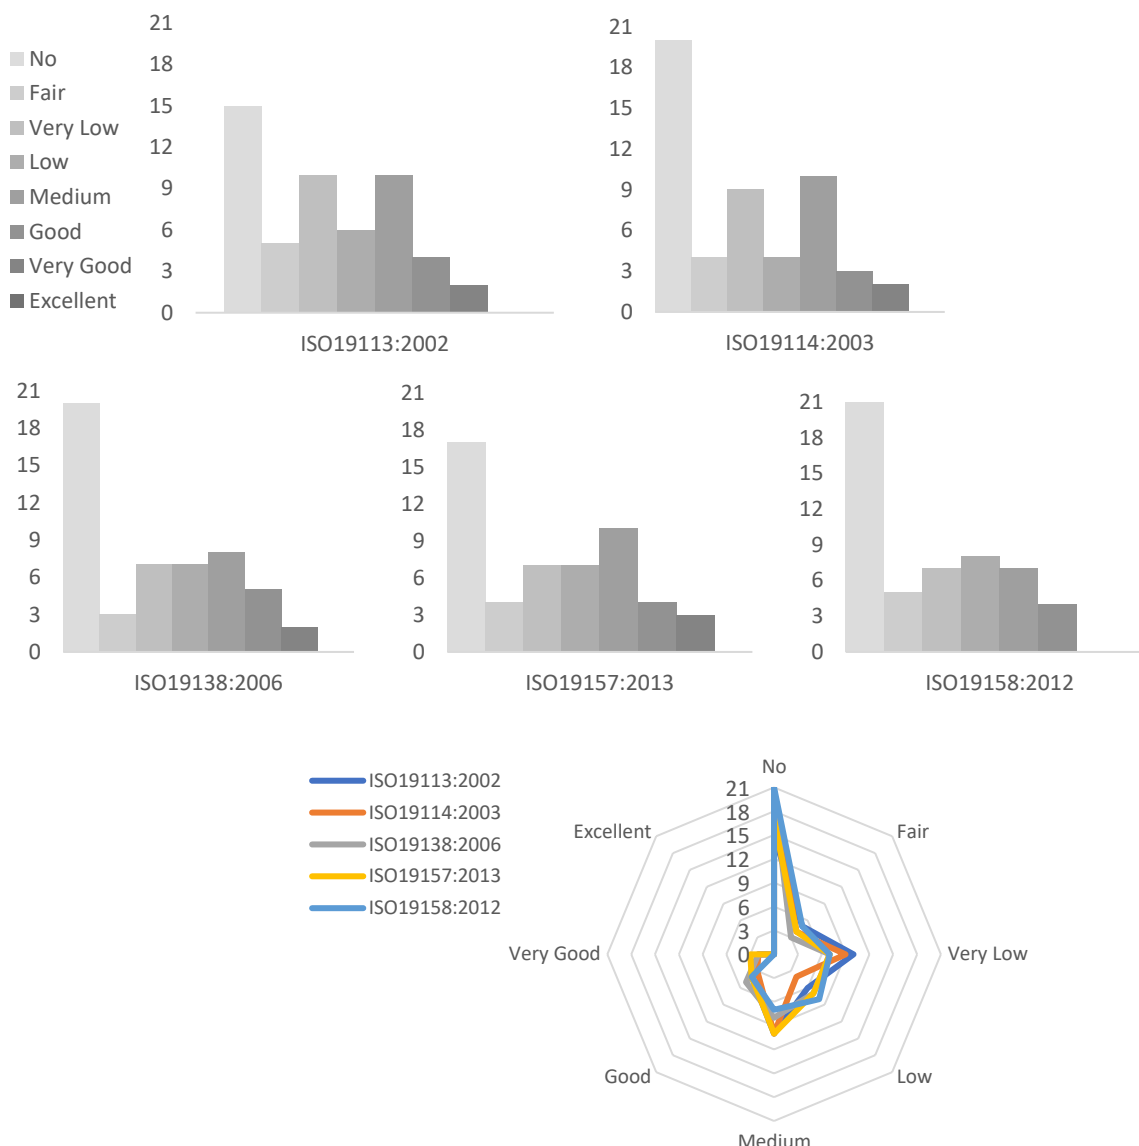 No
Fair
Very Low
Low
Medium
Good
Very Good
Excellent
21
18
15
12
9
6
3
0
ISO19113:2002
21
18
15
12
9
6
3
0
ISO19114:2003
21
18
15
12
9
6
3
0
ISO19138:2006
21
18
15
12
9
6
3
0
ISO19157:2013
21
18
15
12
9
6
3
0
ISO19158:2012
ISO19113:2002
ISO19114:2003
ISO19138:2006
ISO19157:2013
ISO19158:2012
No
Fair
Very Low
Low
Medium
Good
Very Good
Excellent
21
18
15
12
9
6
3
0